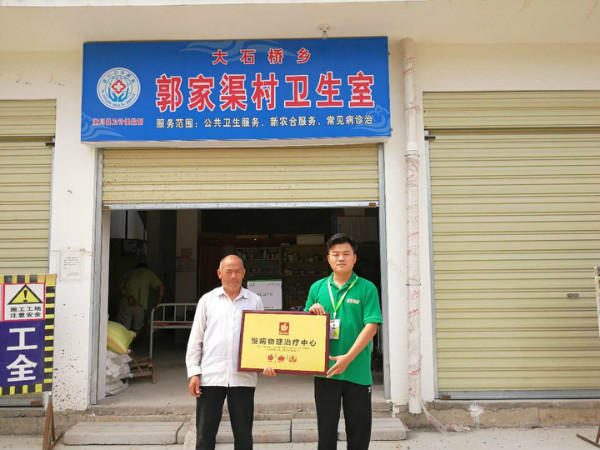 大石桥乡
郭家渠村卫生室
服务范围：公共卫生服务、新农合服务、常见病诊治
慢病物理治疗中心
施工工地
注意安全
工全